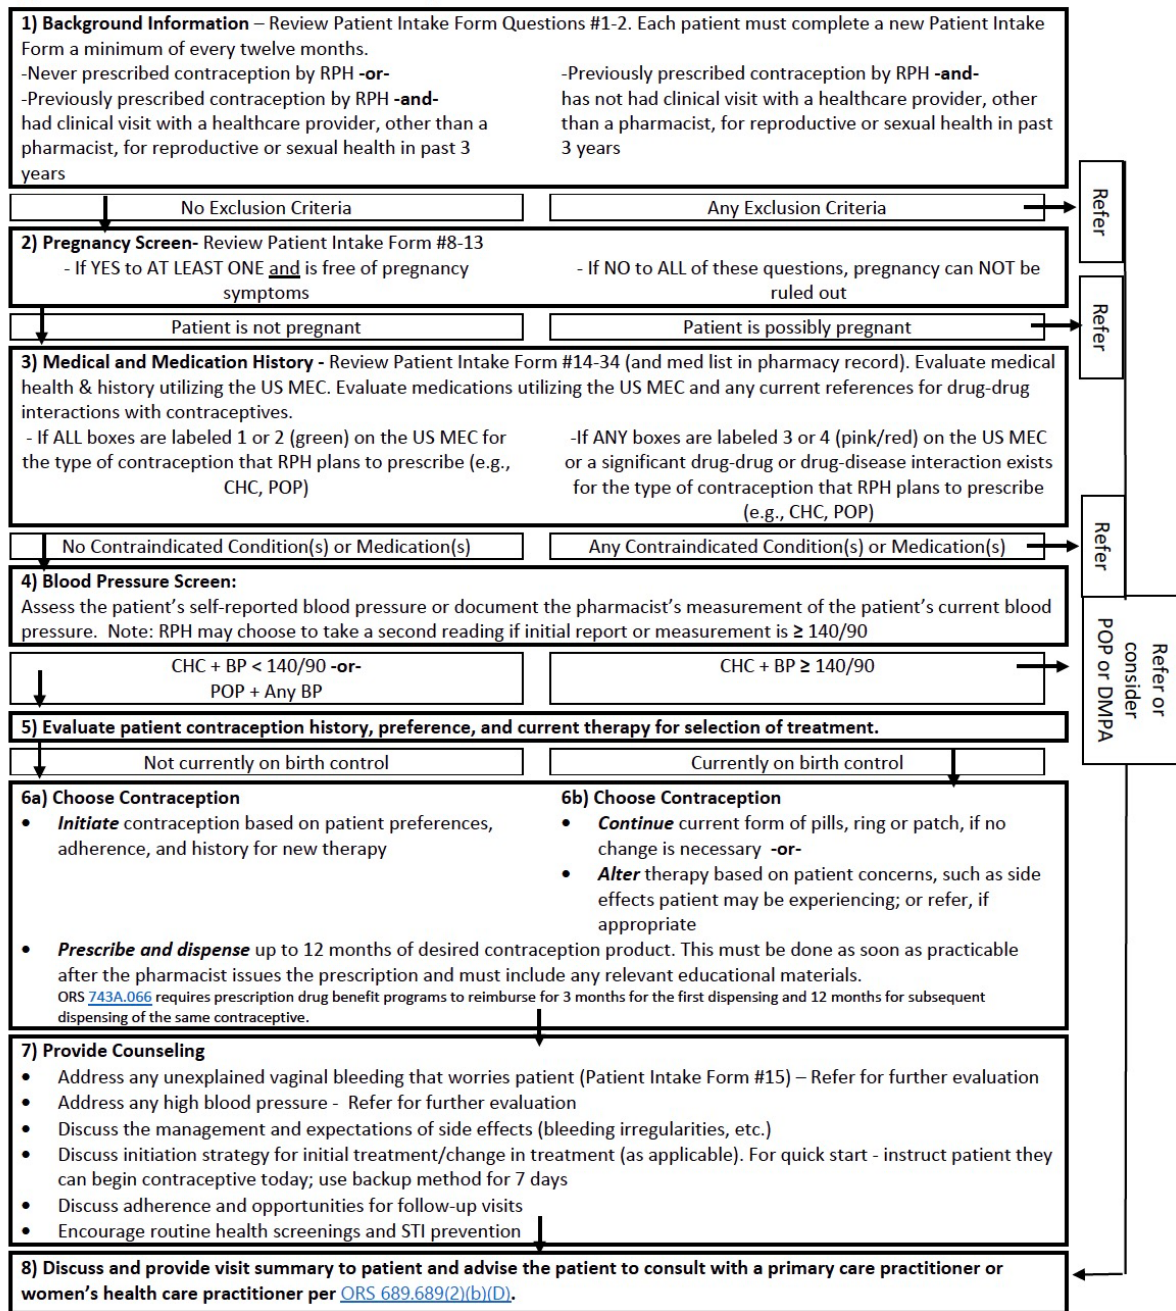 1) Background Information – Review Patient Intake Form Questions #1-2. Each patient must complete a new Patient Intake
Form a minimum of every twelve months.
-Never prescribed contraception by RPH -or-
-Previously prescribed contraception by RPH -and-
had clinical visit with a healthcare provider, other than a
pharmacist, for reproductive or sexual health in past 3
years
-Previously prescribed contraception by RPH -and-
has not had clinical visit with a healthcare provider, other
than a pharmacist, for reproductive or sexual health in past
3 years
No Exclusion Criteria
Any Exclusion Criteria
Refer
2) Pregnancy Screen- Review Patient Intake Form #8-13
- If YES to AT LEAST ONE and is free of pregnancy
symptoms
- If NO to ALL of these questions, pregnancy can NOT be
ruled out
Patient is not pregnant
Patient is possibly pregnant
Refer
3) Medical and Medication History - Review Patient Intake Form #14-34 (and med list in pharmacy record). Evaluate medical
health & history utilizing the US MEC. Evaluate medications utilizing the US MEC and any current references for drug-drug
interactions with contraceptives.
- If ALL boxes are labeled 1 or 2 (green) on the US MEC for
the type of contraception that RPH plans to prescribe (e.g.,
CHC, POP)
-If ANY boxes are labeled 3 or 4 (pink/red) on the US MEC
or a significant drug-drug or drug-disease interaction exists
for the type of contraception that RPH plans to prescribe
(e.g., CHC, POP)
No Contraindicated Condition(s) or Medication(s)
Any Contraindicated Condition(s) or Medication(s)
Refer
4) Blood Pressure Screen:
Assess the patient's self-reported blood pressure or document the pharmacist's measurement of the patient's current blood
pressure. Note: RPH may choose to take a second reading if initial report or measurement is ≥ 140/90
CHC + BP < 140/90 -or-
POP + Any BP
CHC + BP ≥ 140/90
Refer or
consider
POP or DMPA
5) Evaluate patient contraception history, preference, and current therapy for selection of treatment.
Not currently on birth control
Currently on birth control
6a) Choose Contraception
• Initiate contraception based on patient preferences,
adherence, and history for new therapy
6b) Choose Contraception
• Continue current form of pills, ring or patch, if no
change is necessary -or-
• Alter therapy based on patient concerns, such as side
effects patient may be experiencing; or refer, if
appropriate
• Prescribe and dispense up to 12 months of desired contraception product. This must be done as soon as practicable
after the pharmacist issues the prescription and must include any relevant educational materials.
ORS 743A.066 requires prescription drug benefit programs to reimburse for 3 months for the first dispensing and 12 months for subsequent
dispensing of the same contraceptive.
7) Provide Counseling
• Address any unexplained vaginal bleeding that worries patient (Patient Intake Form #15) – Refer for further evaluation
• Address any high blood pressure - Refer for further evaluation
• Discuss the management and expectations of side effects (bleeding irregularities, etc.)
• Discuss initiation strategy for initial treatment/change in treatment (as applicable). For quick start - instruct patient they
can begin contraceptive today; use backup method for 7 days
• Discuss adherence and opportunities for follow-up visits
• Encourage routine health screenings and STI prevention
8) Discuss and provide visit summary to patient and advise the patient to consult with a primary care practitioner or
women's health care practitioner per ORS 689.689(2)(b)(D).